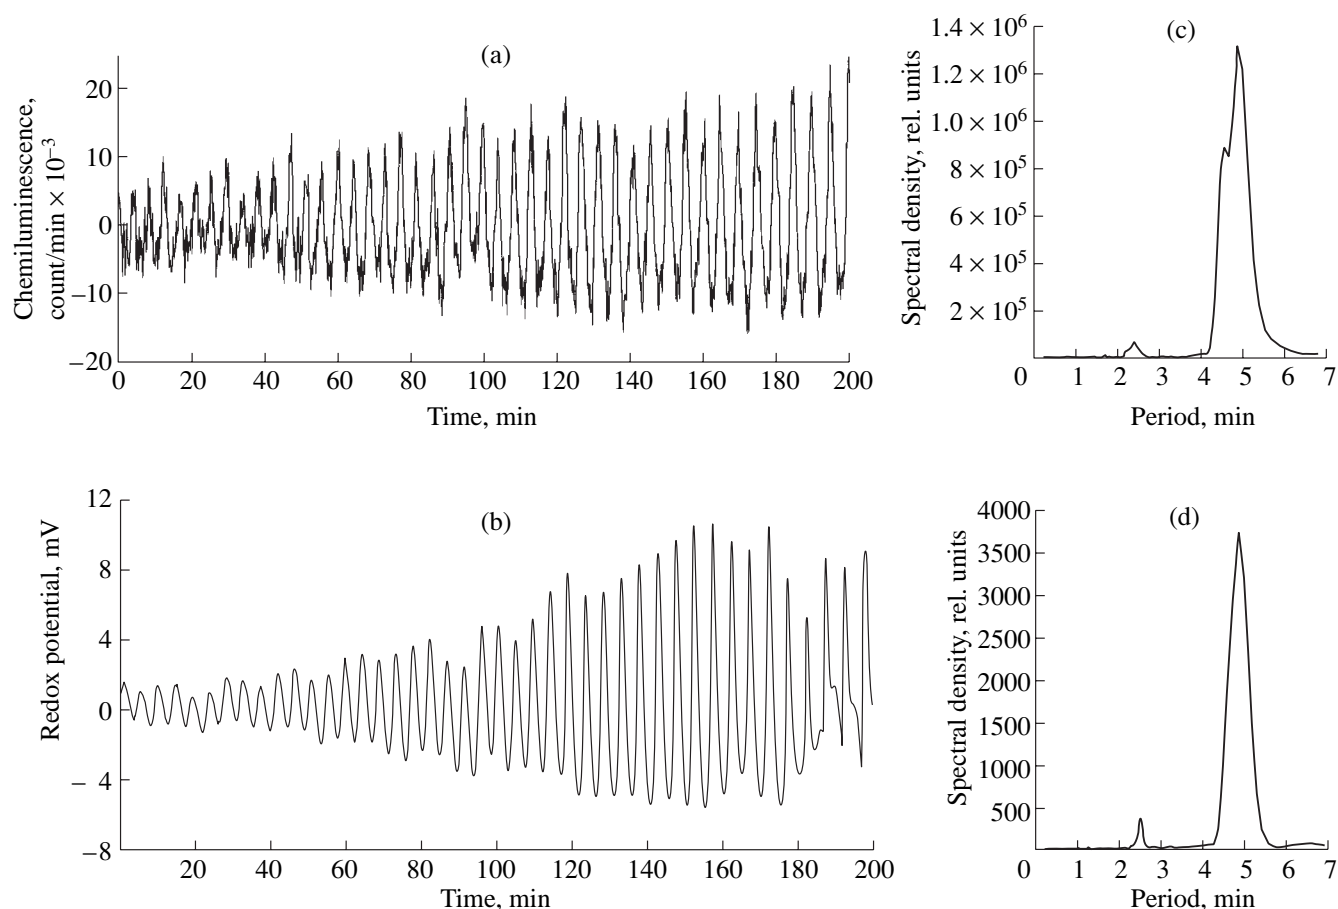 (a)
Chemiluminescence,
count/min × 10⁻³
20
10
0
−10
−20
0 20 40 60 80 100 120 140 160 180 200
Time, min
(c)
Spectral density, rel. units
1.4 × 10⁶
1.2 × 10⁶
1.0 × 10⁶
8 × 10⁵
6 × 10⁵
4 × 10⁵
2 × 10⁵
0 1 2 3 4 5 6 7
Period, min
(b)
Redox potential, mV
12
8
4
0
− 4
−8
20 40 60 80 100 120 140 160 180 200
Time, min
(d)
Spectral density, rel. units
4000
3500
3000
2500
2000
1500
1000
500
0 1 2 3 4 5 6 7
Period, min